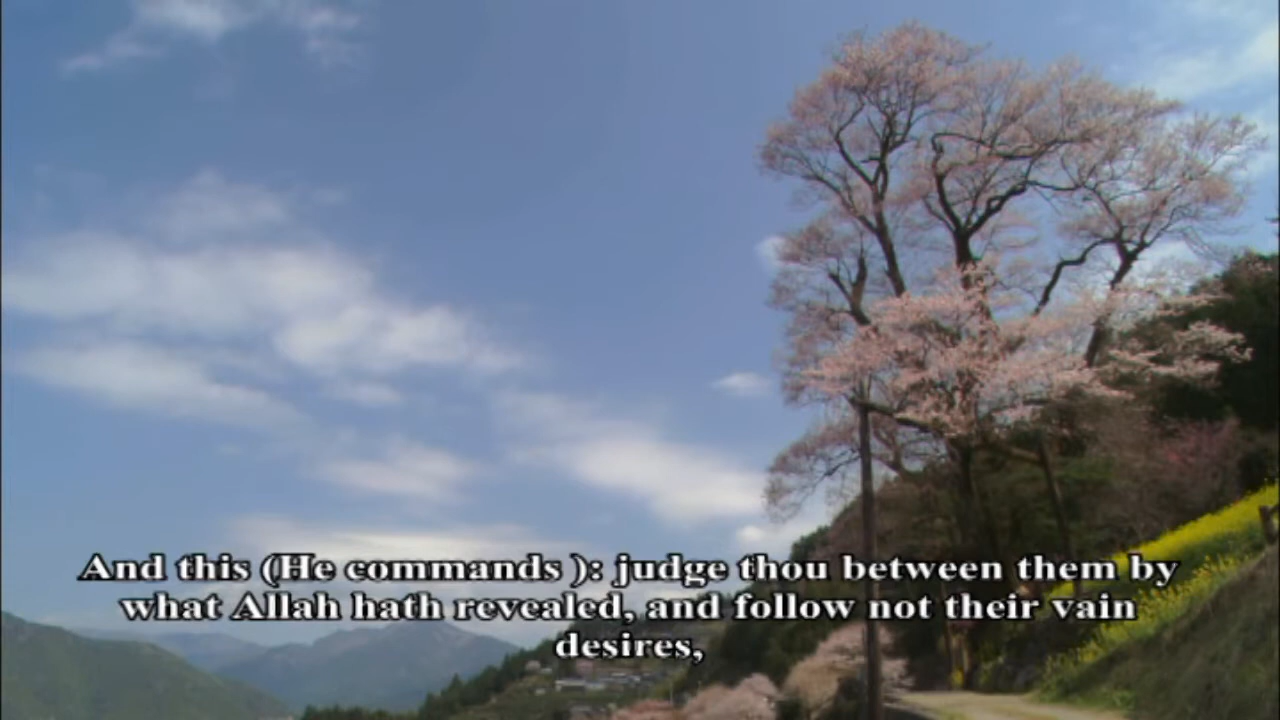 And this (He commands ): judge thou between them by
what Allah hath revealed, and follow not their vain
desires,